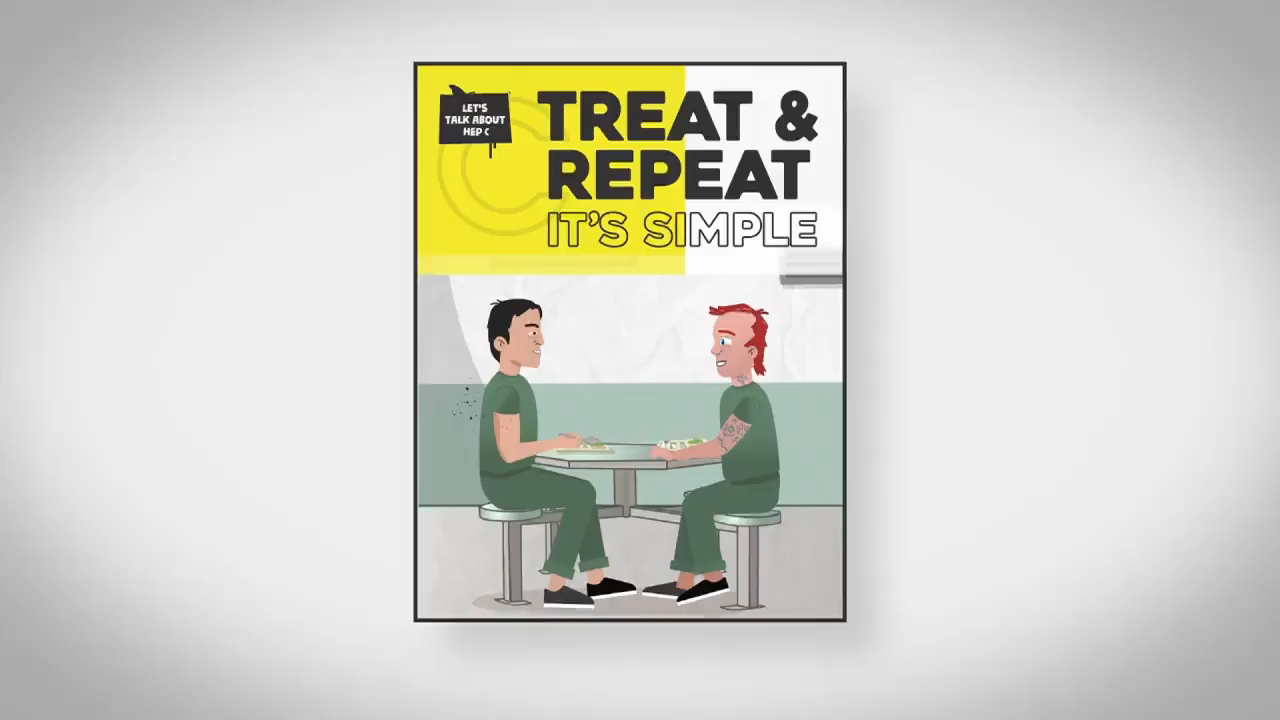 LET'S
TALK ABOUT
HEP C
TREAT &
REPEAT
IT'S SIMPLE